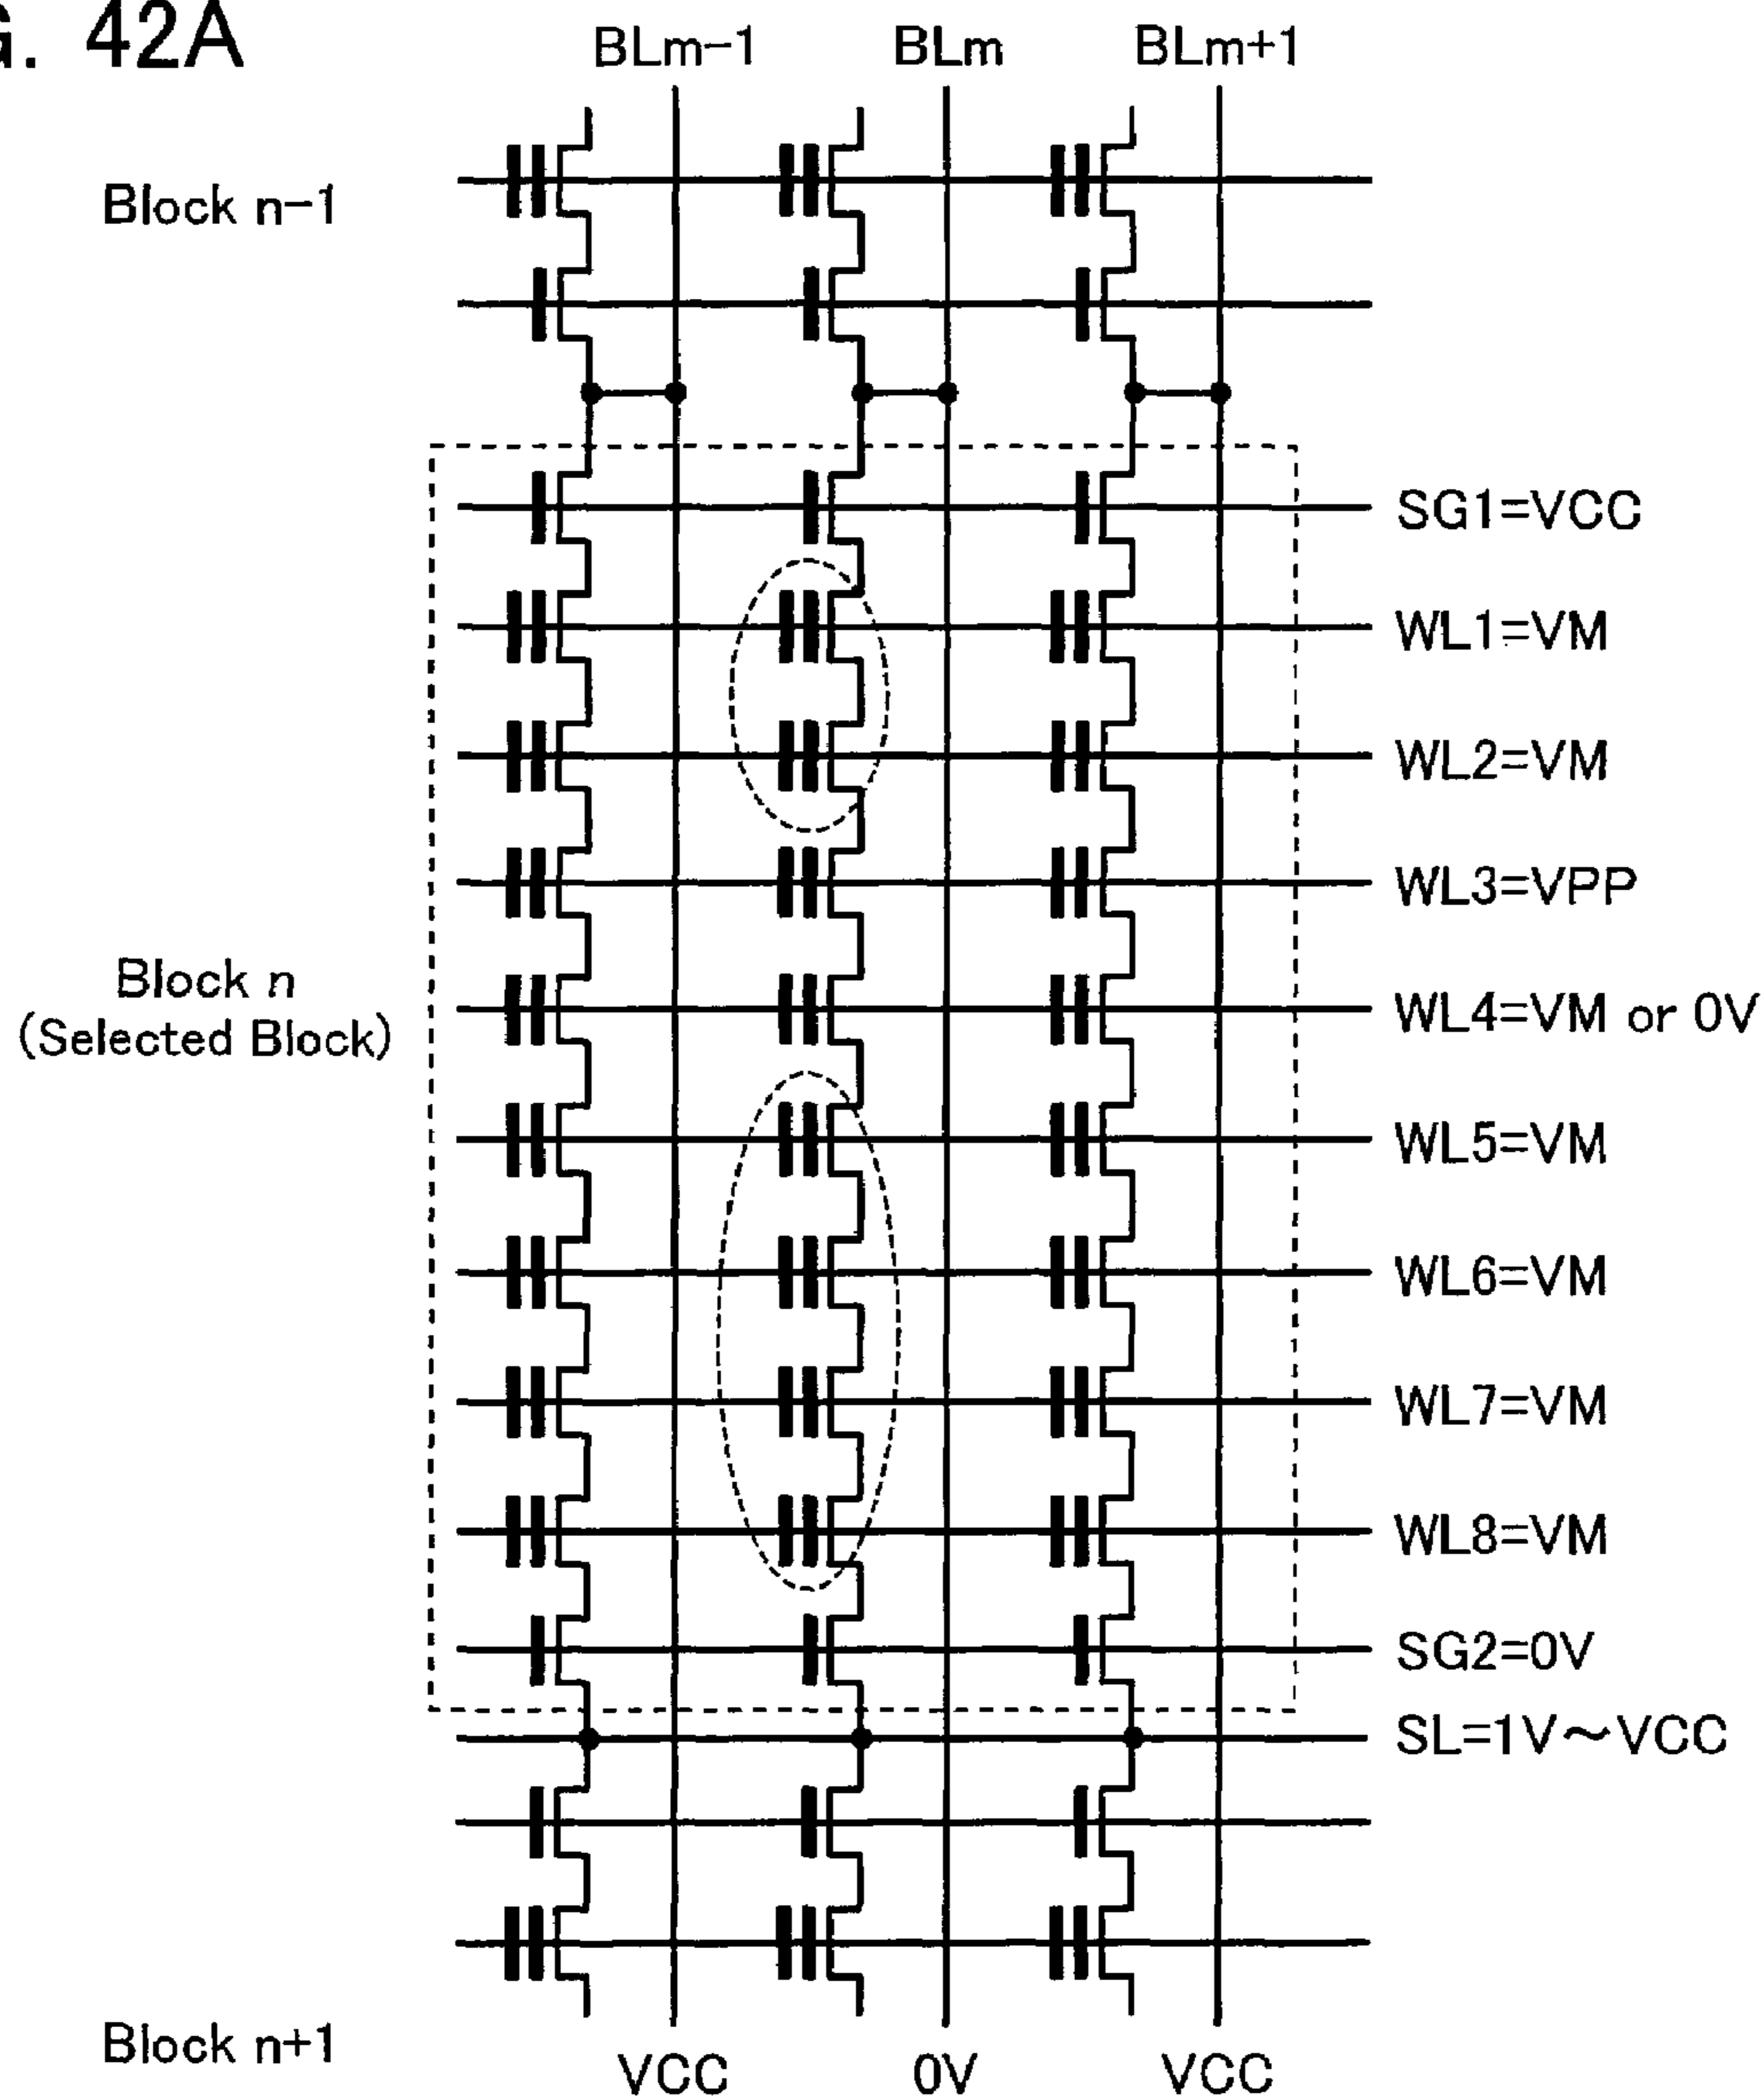 G. 42A
BLm-1 BLm BLm+1
Block n-1
SG1=VCC
WL1=VM
WL2=VM
WL3=VPP
Block n
(Selected Block)
WL4=VM or 0V
WL5=VM
WL6=VM
WL7=VM
WL8=VM
SG2=0V
SL=1V～VCC
Block n+1
VCC 0V VCC